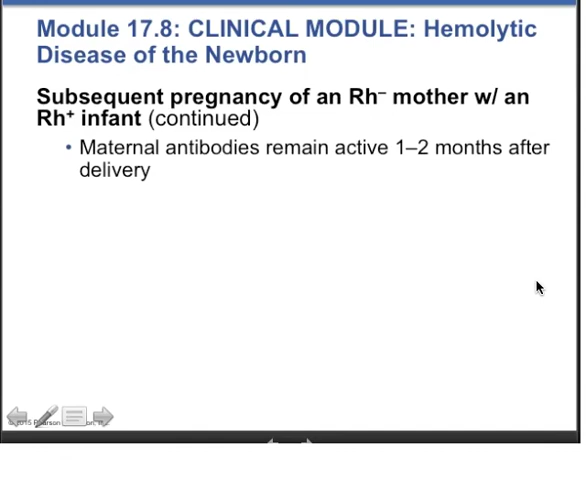 Module 17.8: CLINICAL MODULE: Hemolytic
Disease of the Newborn
Subsequent pregnancy of an Rh⁻ mother w/ an
Rh⁺ infant (continued)
• Maternal antibodies remain active 1–2 months after
delivery
© 2015